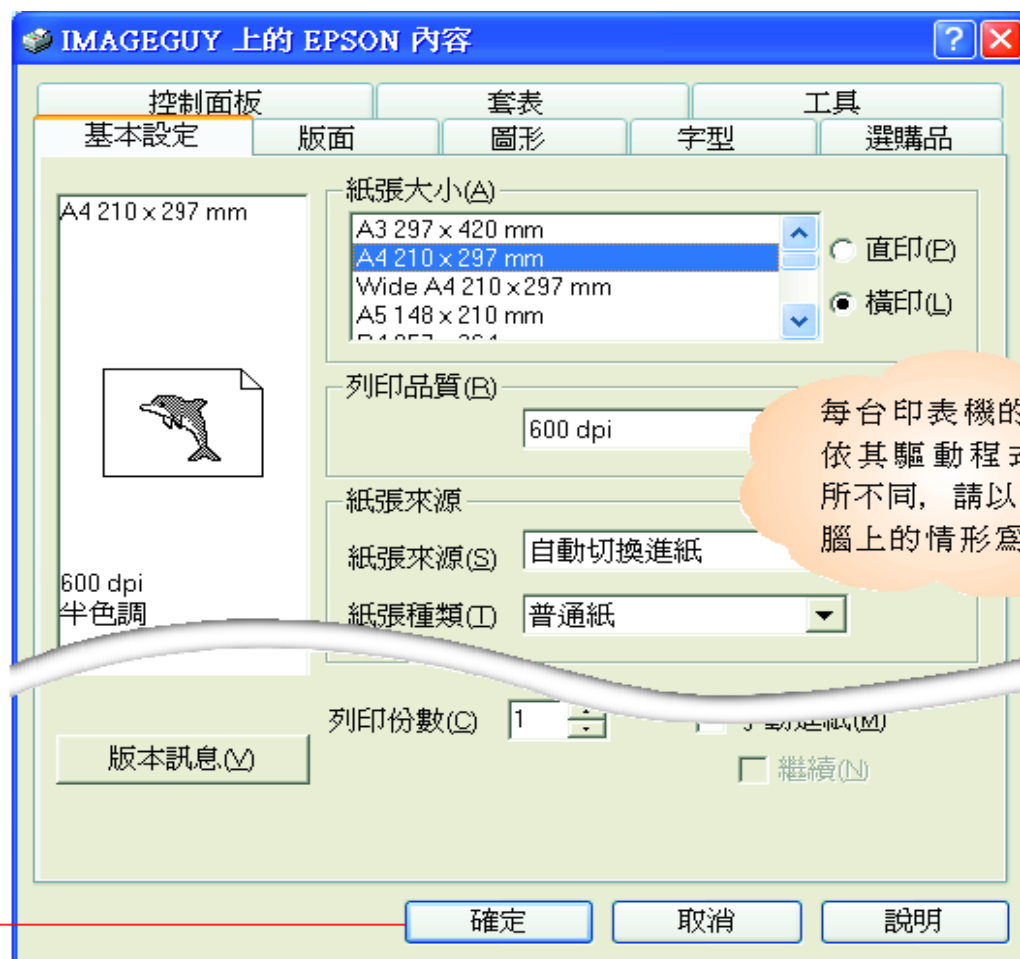 IMAGEGUY 上的 EPSON 內容
控制面板 套表 工具
基本設定 版面 圖形 字型 選購品
A4 210 x 297 mm
600 dpi
半色調
版本訊息(V)
紙張大小(A)
A3 297 x 420 mm
A4 210 x 297 mm
Wide A4 210 x297 mm
A5 148 x 210 mm
直印(P)
橫印(L)
列印品質(R)
600 dpi
每台印表機的
依其驅動程式
所不同, 請以
腦上的情形為
紙張來源
紙張來源(S) 自動切換進紙
紙張種類(T) 普通紙
列印份數(C) 1
繼續(N)
確定 取消 說明